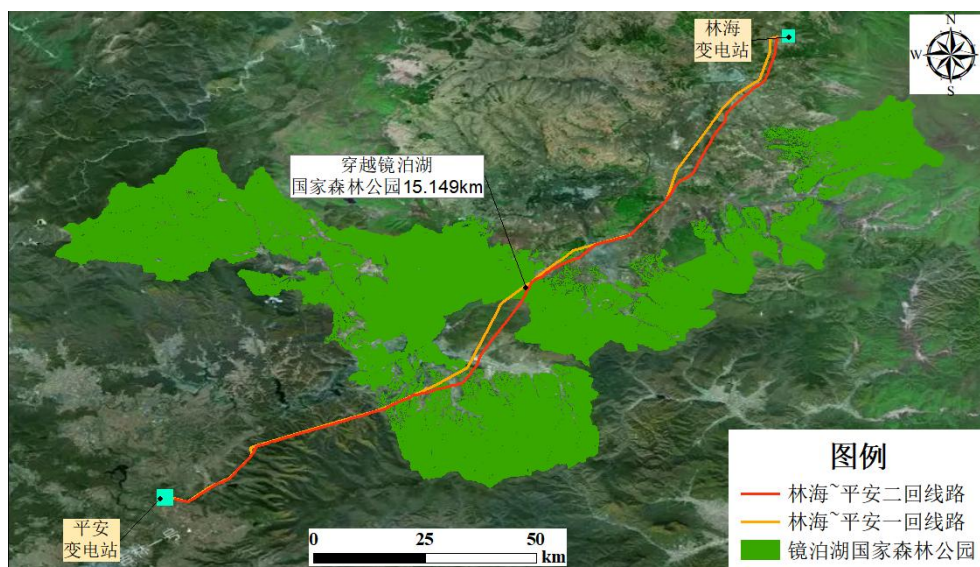 林海
变电站
N
W
E
S
穿越镜泊湖
国家森林公园15.149km
平安
变电站
图例
林海~平安二回线路
林海~平安一回线路
镜泊湖国家森林公园
0 25 50
km